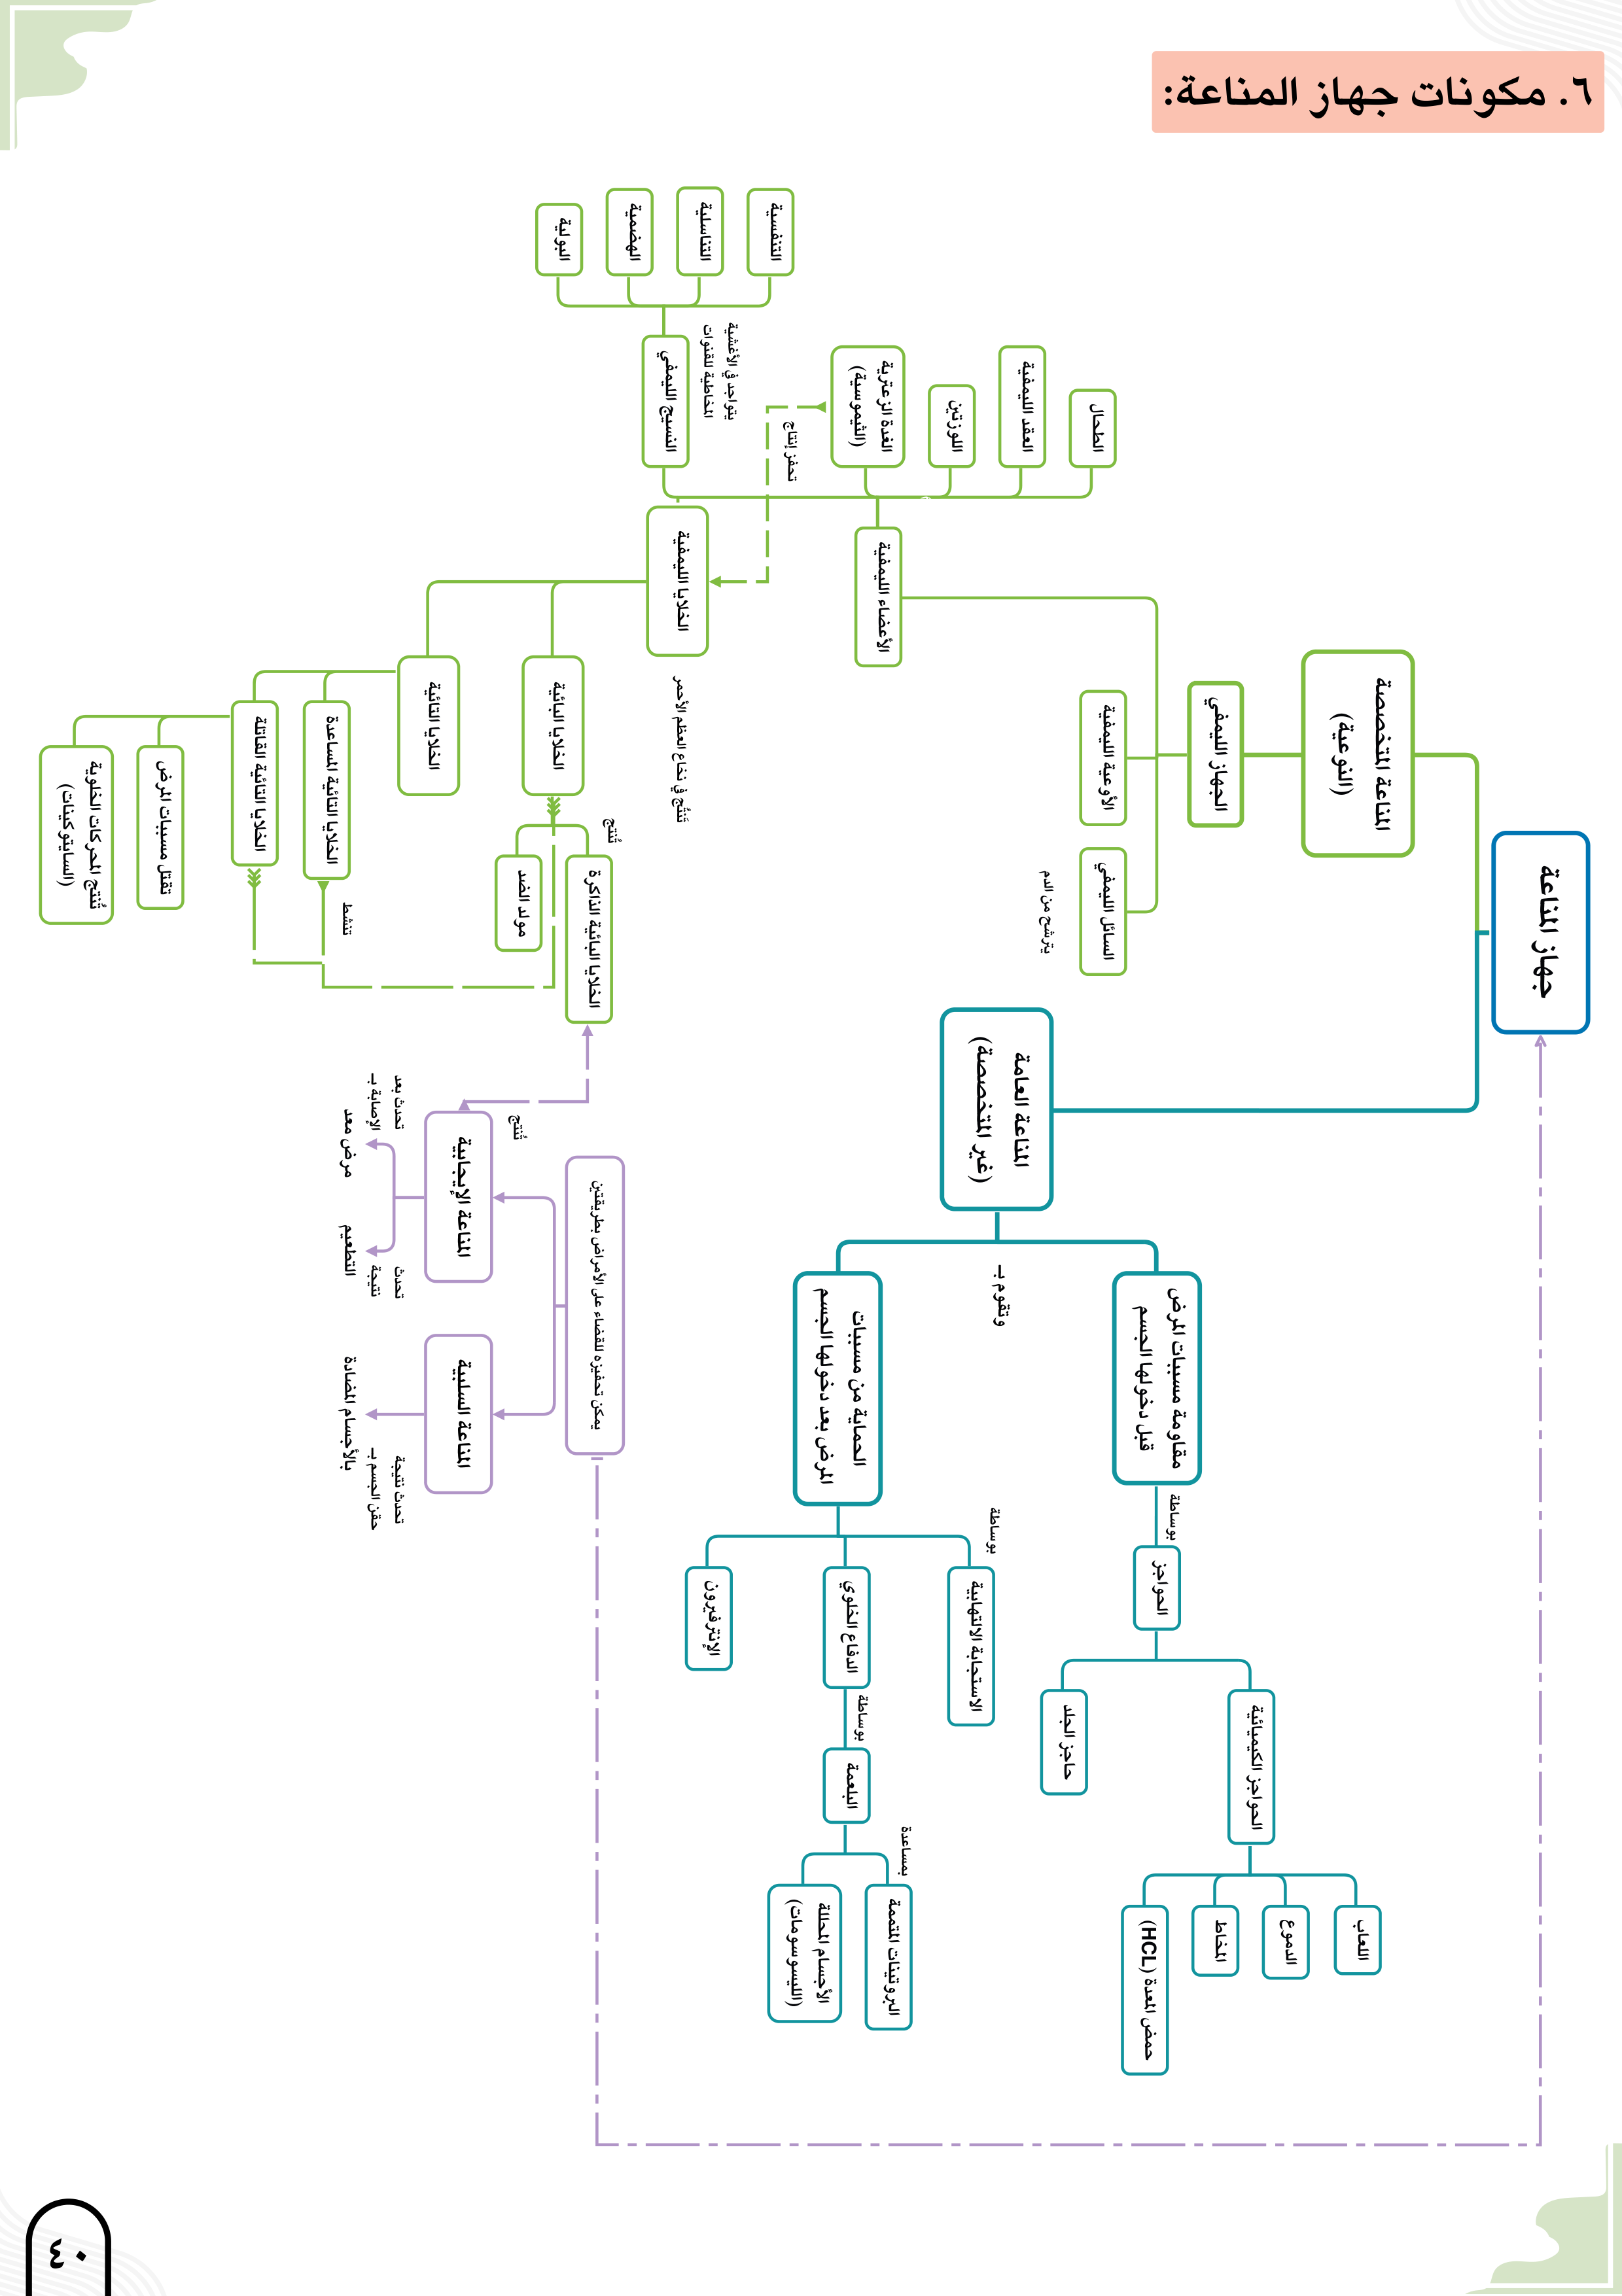 ٦. مكونات جهاز المناعة:
جهاز المناعة
المناعة المتخصصة
(النوعية)
الجهاز الليمفي
الأعضاء الليمفية
الأوعية الليمفية
السائل الليمفي
يترشح من الدم
الطحال
العقد الليمفية
اللوزتين
الغدة الزعترية
(الثيموسية)
النسيج الليمفي
يتواجد في الأغشية
المخاطية للقنوات
التنفسية
التناسلية
الهضمية
البولية
تحفز إنتاج
الخلايا الليمفية
تَنتُج في نخاع العظم الأحمر
الخلايا البائية
الخلايا التائية
تُنتج
الخلايا البائية الذاكرة
مولد الضد
الخلايا التائية المساعدة
تنشط
الخلايا التائية القاتلة
تقتل مسببات المرض
تُنتج المحركات الخلوية
(السايتوكينات)
المناعة العامة
(غير المتخصصة)
وتقوم بـ
مقاومة مسببات المرض
قبل دخولها الجسم
بوساطة
الحواجز
الحواجز الكيميائية
حاجز الجلد
اللعاب
الدموع
المخاط
حمض المعدة (HCL)
الحماية من مسببات
المرض بعد دخولها الجسم
بوساطة
الاستجابة الالتهابية
الدفاع الخلوي
الإنترفيرون
بوساطة
البلعمة
بمساعدة
البروتينات المتممة
الأجسام المحللة
(الليسوسومات)
يمكن تحفيزه للقضاء على الأمراض بطريقتين
تُنتج
المناعة الإيجابية
تحدث بعد
الإصابة بـ
مرض معد
تحدث
نتيجة
التطعيم
المناعة السلبية
تحدث نتيجة
حقن الجسم بـ
بالأجسام المضادة
٤٠